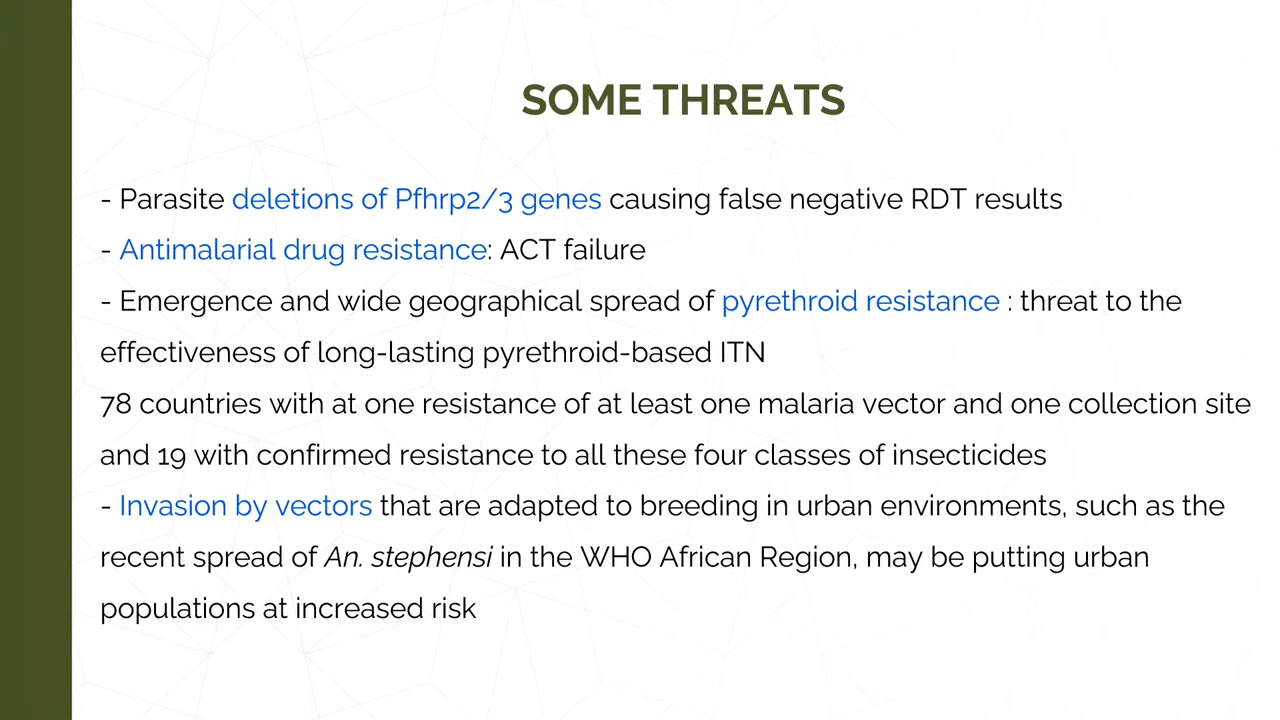 SOME THREATS
- Parasite deletions of Pfhrp2/3 genes causing false negative RDT results
- Antimalarial drug resistance: ACT failure
- Emergence and wide geographical spread of pyrethroid resistance : threat to the
effectiveness of long-lasting pyrethroid-based ITN
78 countries with at one resistance of at least one malaria vector and one collection site
and 19 with confirmed resistance to all these four classes of insecticides
- Invasion by vectors that are adapted to breeding in urban environments, such as the
recent spread of An. stephensi in the WHO African Region, may be putting urban
populations at increased risk